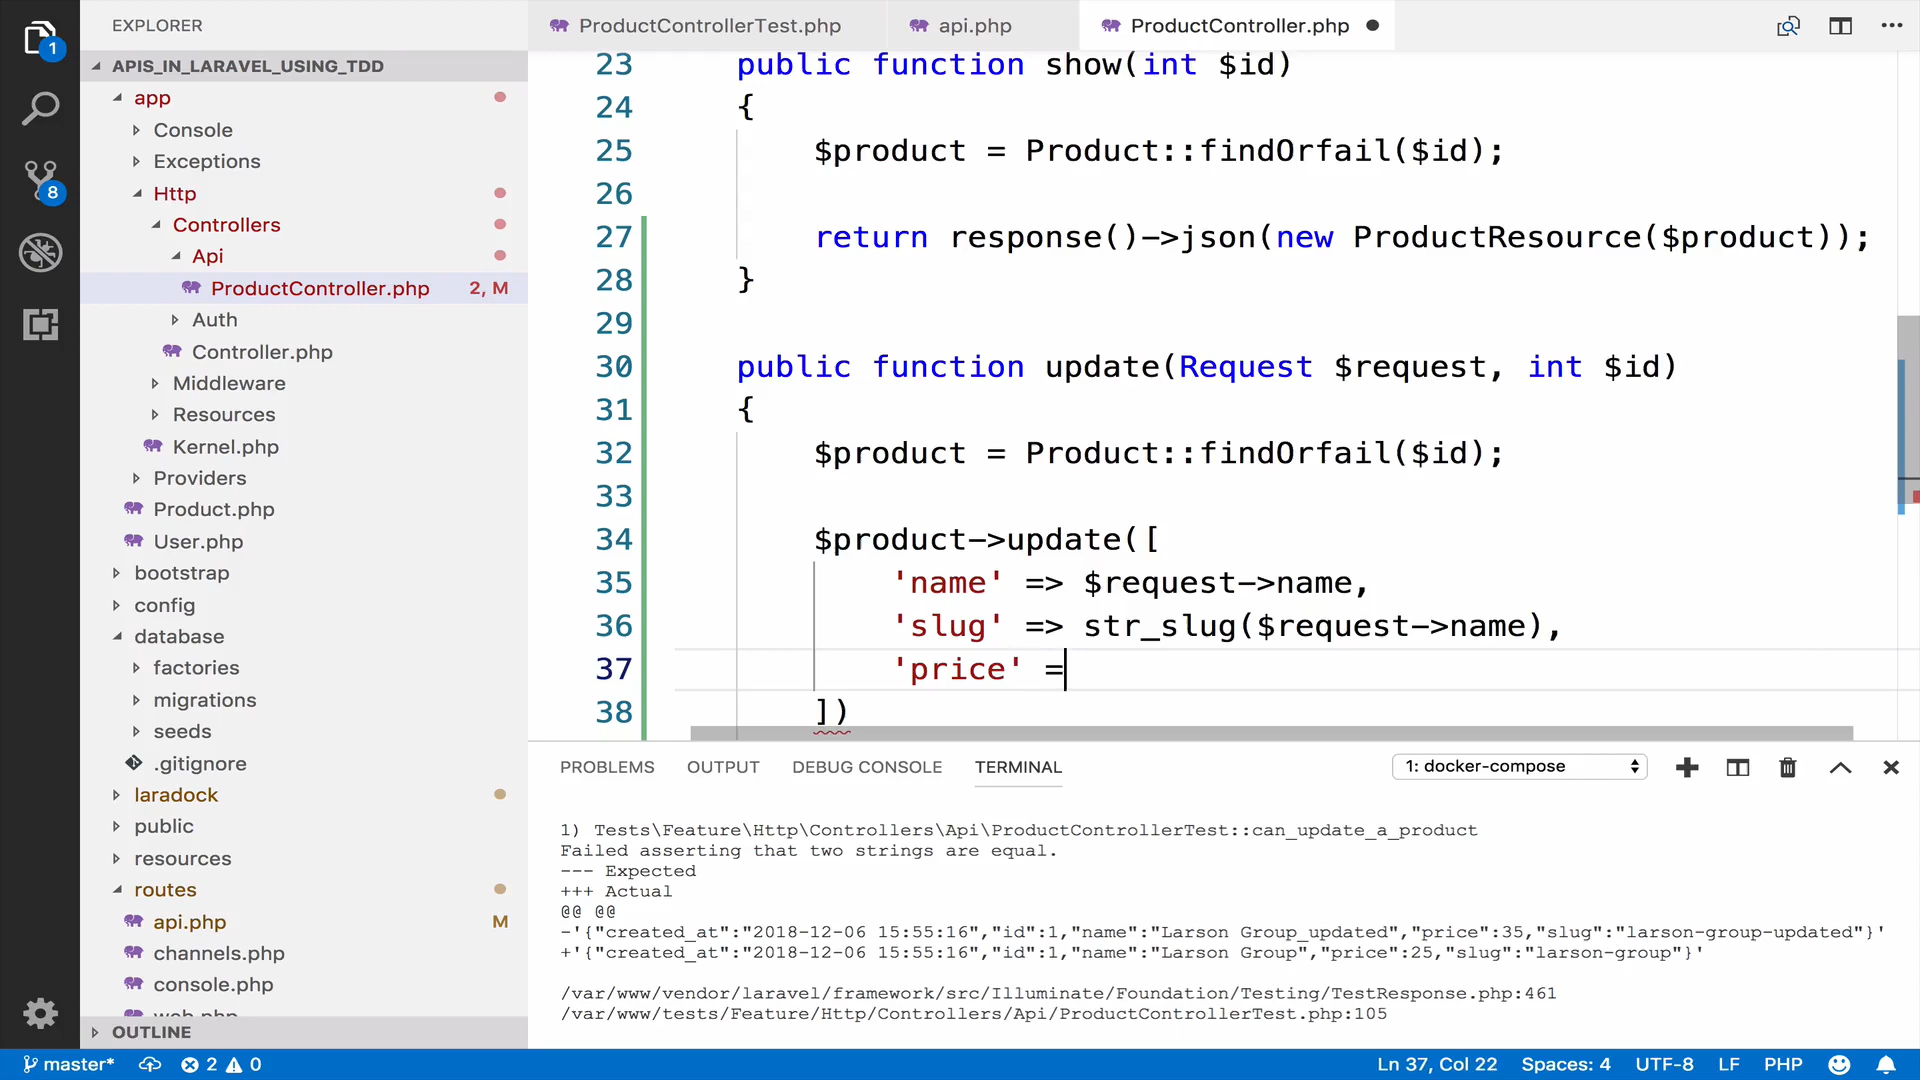 EXPLORER
APIS_IN_LARAVEL_USING_TDD
app
Console
Exceptions
Http
Controllers
Api
ProductController.php 2, M
Auth
Controller.php
Middleware
Resources
Kernel.php
Providers
Product.php
User.php
bootstrap
config
database
factories
migrations
seeds
.gitignore
laradock
public
resources
routes
api.php M
channels.php
console.php
web.php
OUTLINE
1
8
ProductControllerTest.php
api.php
ProductController.php
23 public function show(int $id)
24 {
25 $product = Product::findOrfail($id);
26
27 return response()->json(new ProductResource($product));
28 }
29
30 public function update(Request $request, int $id)
31 {
32 $product = Product::findOrfail($id);
33
34 $product->update([
35 'name' => $request->name,
36 'slug' => str_slug($request->name),
37 'price' =
38 ])
PROBLEMS OUTPUT DEBUG CONSOLE TERMINAL 1: docker-compose
1) Tests\Feature\Http\Controllers\Api\ProductControllerTest::can_update_a_product
Failed asserting that two strings are equal.
--- Expected
+++ Actual
@@ @@
-'{"created_at":"2018-12-06 15:55:16","id":1,"name":"Larson Group_updated","price":35,"slug":"larson-group-updated"}'
+'{"created_at":"2018-12-06 15:55:16","id":1,"name":"Larson Group","price":25,"slug":"larson-group"}'
/var/www/vendor/laravel/framework/src/Illuminate/Foundation/Testing/TestResponse.php:461
/var/www/tests/Feature/Http/Controllers/Api/ProductControllerTest.php:105
master* 2 0 Ln 37, Col 22 Spaces: 4 UTF-8 LF PHP